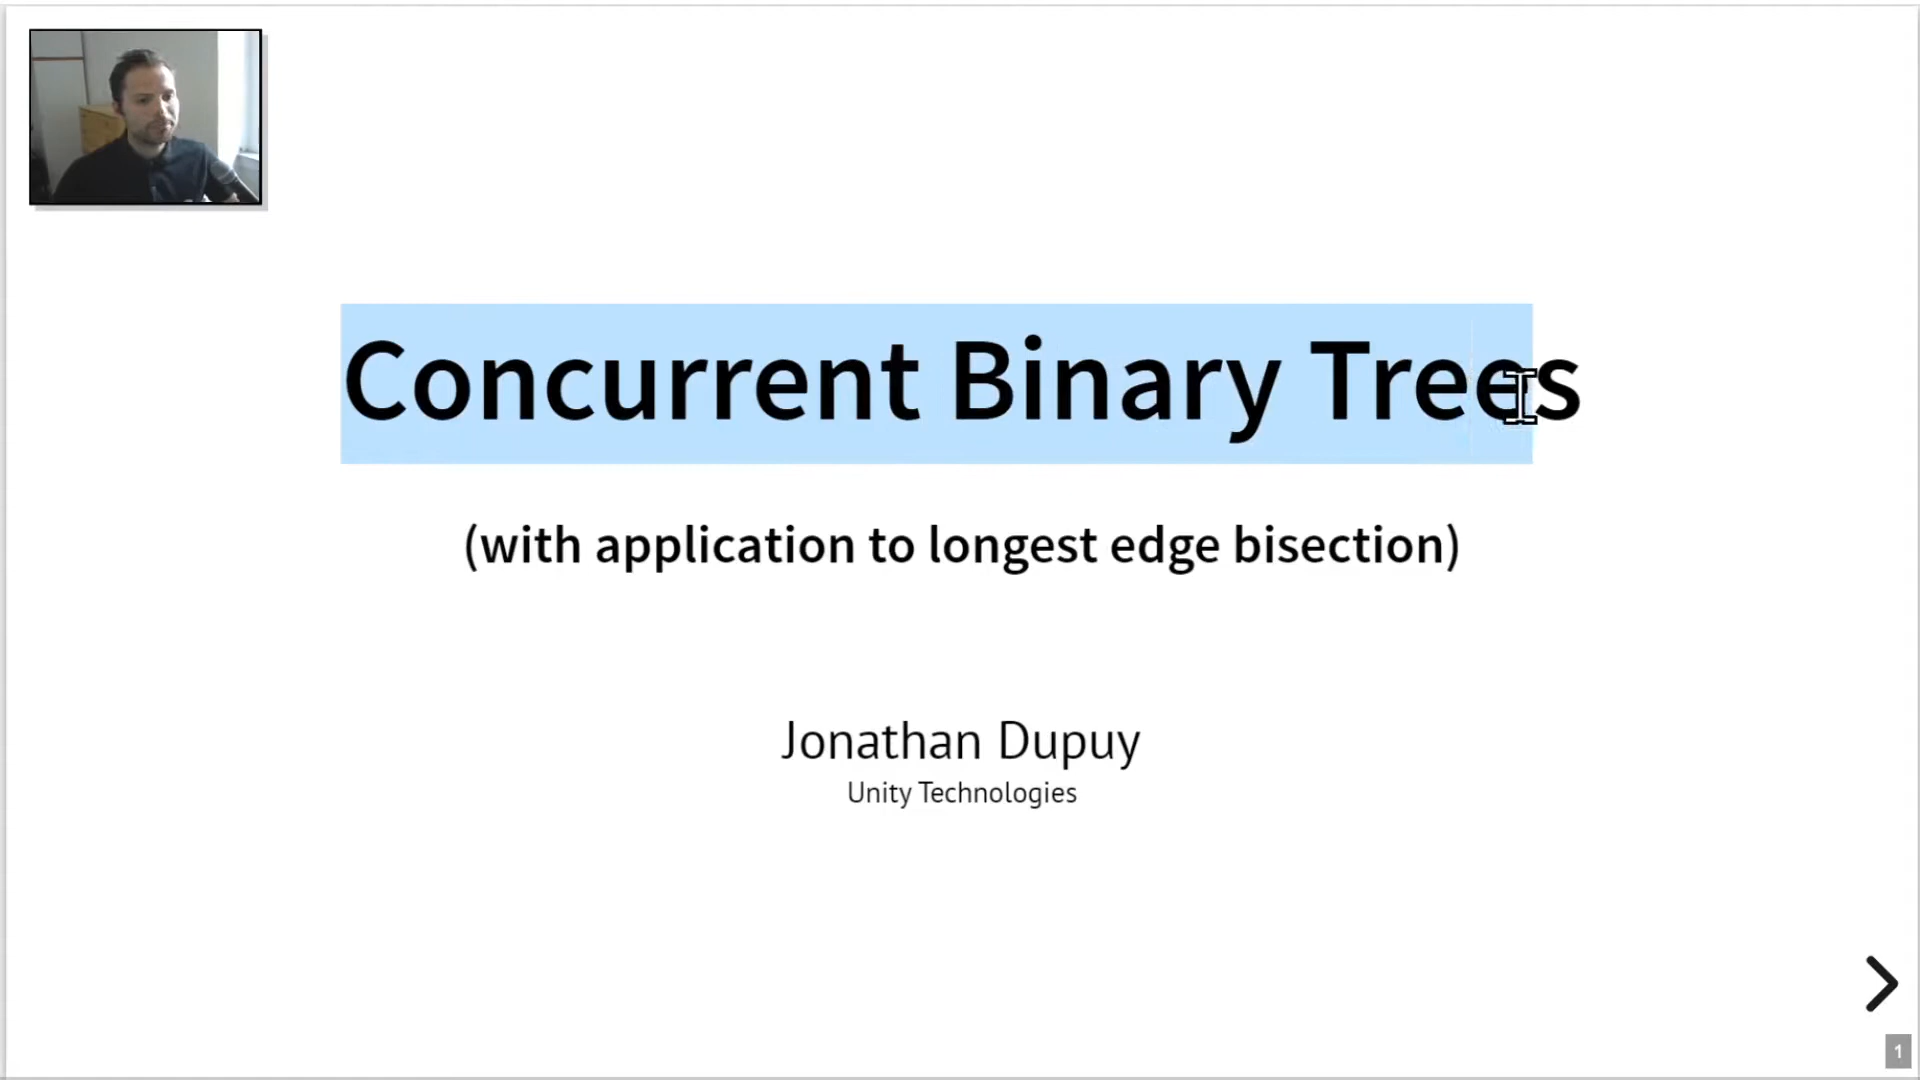 Concurrent Binary Trees
(with application to longest edge bisection)
Jonathan Dupuy
Unity Technologies
1